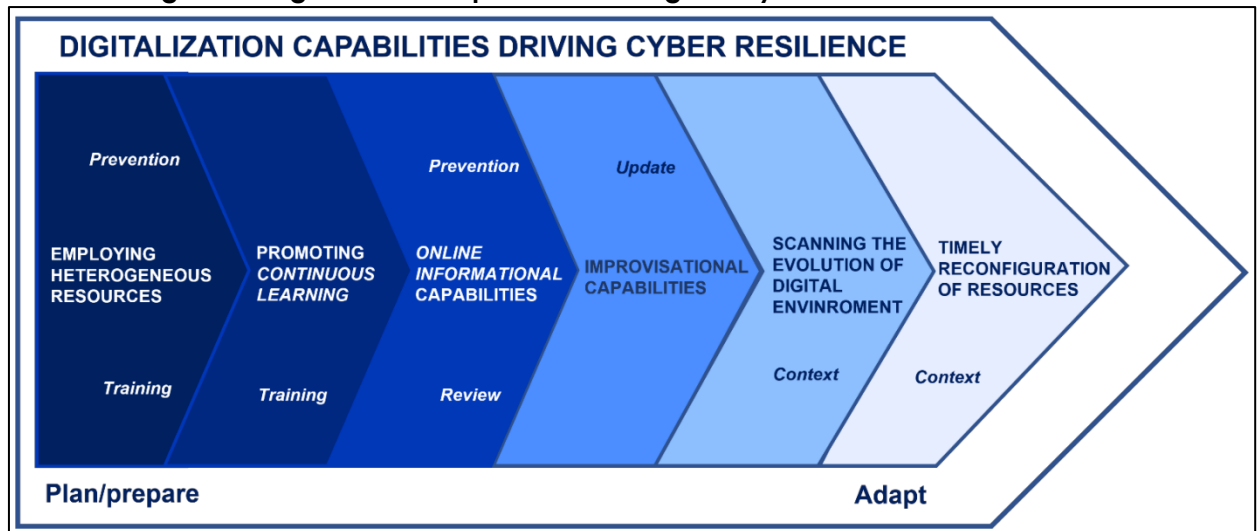 DIGITALIZATION CAPABILITIES DRIVING CYBER RESILIENCE
Prevention
EMPLOYING
HETEROGENEOUS
RESOURCES
Training
PROMOTING
CONTINUOUS
LEARNING
Training
Prevention
ONLINE
INFORMATIONAL
CAPABILITIES
Review
Update
IMPROVISATIONAL
CAPABILITIES
SCANNING THE
EVOLUTION OF
DIGITAL
ENVINROMENT
Context
TIMELY
RECONFIGURATION
OF RESOURCES
Context
Plan/prepare
Adapt